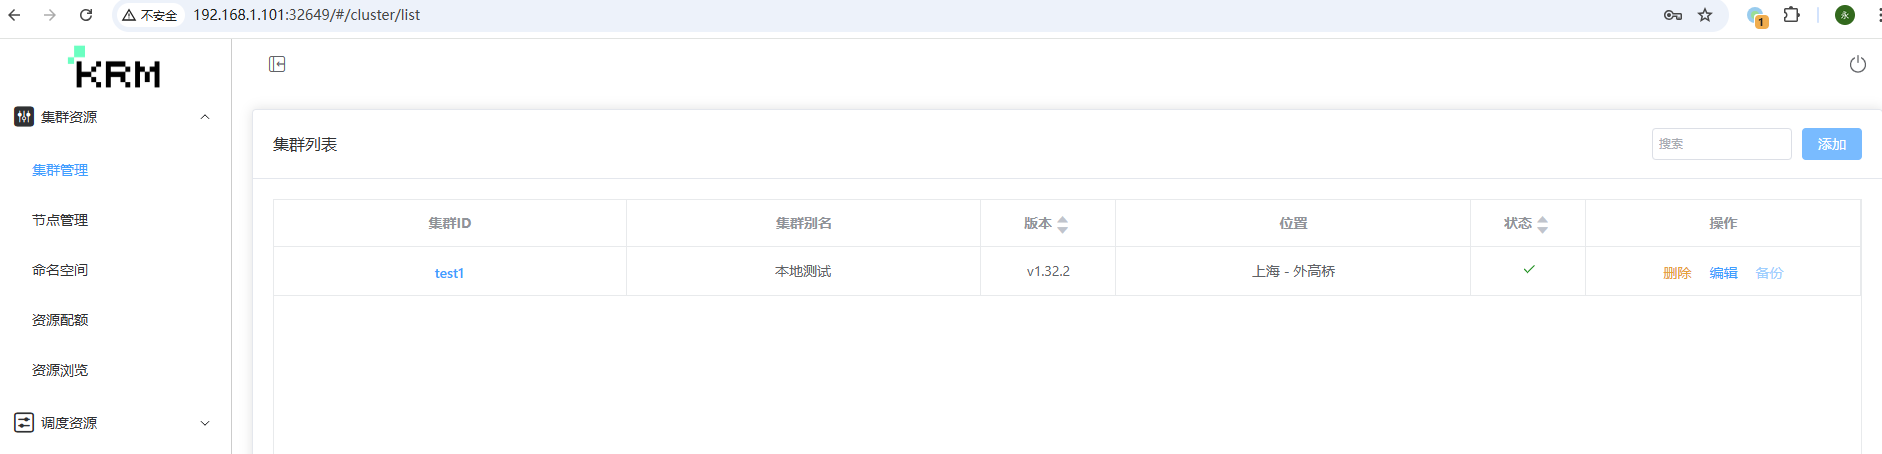 不安全 192.168.1.101:32649/#/cluster/list
1
永
KRM
集群资源
集群管理
节点管理
命名空间
资源配额
资源浏览
调度资源
集群列表
搜索 添加
集群ID 集群别名 版本 位置 状态 操作
test1 本地测试 v1.32.2 上海 - 外高桥 删除 编辑 备份